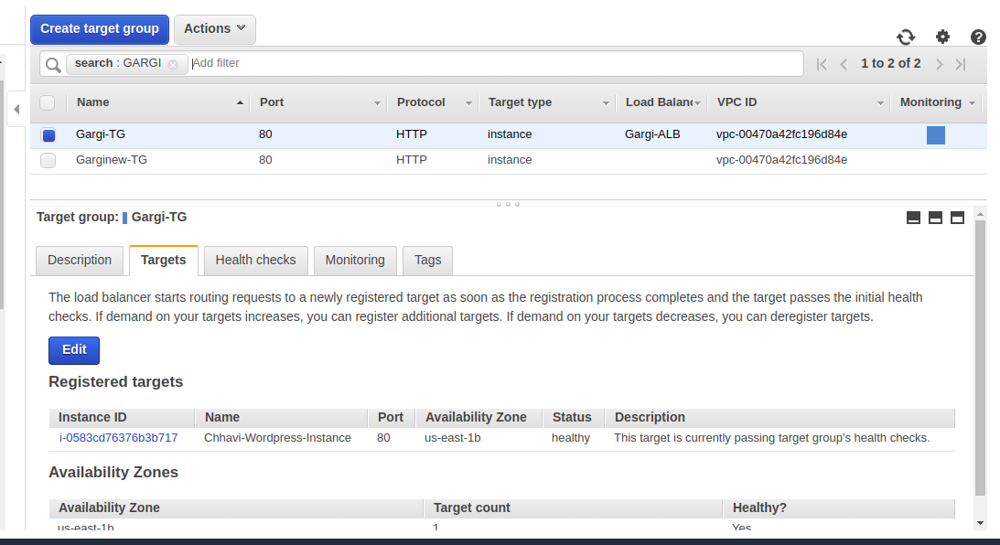 Create target group Actions
search : GARGI Add filter 1 to 2 of 2
Name Port Protocol Target type Load Balanc VPC ID Monitoring
Gargi-TG 80 HTTP instance Gargi-ALB vpc-00470a42fc196d84e
Garginew-TG 80 HTTP instance vpc-00470a42fc196d84e
Target group: Gargi-TG
Description Targets Health checks Monitoring Tags
The load balancer starts routing requests to a newly registered target as soon as the registration process completes and the target passes the initial health
checks. If demand on your targets increases, you can register additional targets. If demand on your targets decreases, you can deregister targets.
Edit
Registered targets
Instance ID Name Port Availability Zone Status Description
i-0583cd76376b3b717 Chhavi-Wordpress-Instance 80 us-east-1b healthy This target is currently passing target group's health checks.
Availability Zones
Availability Zone Target count Healthy?
us-east-1b 1 Yes